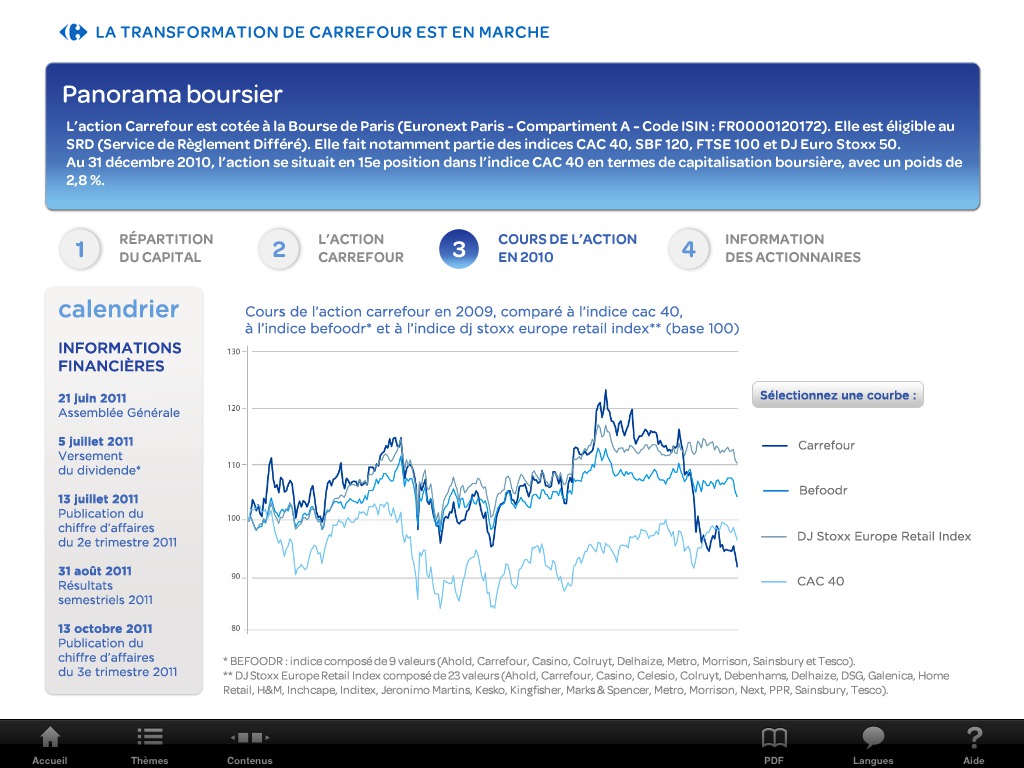 LA TRANSFORMATION DE CARREFOUR EST EN MARCHE
Panorama boursier
L'action Carrefour est cotée à la Bourse de Paris (Euronext Paris - Compartiment A - Code ISIN : FR0000120172). Elle est éligible au
SRD (Service de Règlement Différé). Elle fait notamment partie des indices CAC 40, SBF 120, FTSE 100 et DJ Euro Stoxx 50.
Au 31 décembre 2010, l'action se situait en 15e position dans l'indice CAC 40 en termes de capitalisation boursière, avec un poids de
2,8 %.
1
RÉPARTITION
DU CAPITAL
2
L'ACTION
CARREFOUR
3
COURS DE L'ACTION
EN 2010
4
INFORMATION
DES ACTIONNAIRES
calendrier
INFORMATIONS
FINANCIÈRES
21 juin 2011
Assemblée Générale
5 juillet 2011
Versement
du dividende*
13 juillet 2011
Publication du
chiffre d'affaires
du 2e trimestre 2011
31 août 2011
Résultats
semestriels 2011
13 octobre 2011
Publication du
chiffre d'affaires
du 3e trimestre 2011
Cours de l'action carrefour en 2009, comparé à l'indice cac 40,
à l'indice befoodr* et à l'indice dj stoxx europe retail index** (base 100)
130
120
110
100
90
80
Sélectionnez une courbe :
Carrefour
Befoodr
DJ Stoxx Europe Retail Index
CAC 40
* BEFOODR : indice composé de 9 valeurs (Ahold, Carrefour, Casino, Colruyt, Delhaize, Metro, Morrison, Sainsbury et Tesco).
** DJ Stoxx Europe Retail Index composé de 23 valeurs (Ahold, Carrefour, Casino, Celesio, Colruyt, Debenhams, Delhaize, DSG, Galenica, Home
Retail, H&M, Inchcape, Inditex, Jeronimo Martins, Kesko, Kingfisher, Marks & Spencer, Metro, Morrison, Next, PPR, Sainsbury, Tesco).
Accueil
Thèmes
Contenus
PDF
Langues
?
Aide